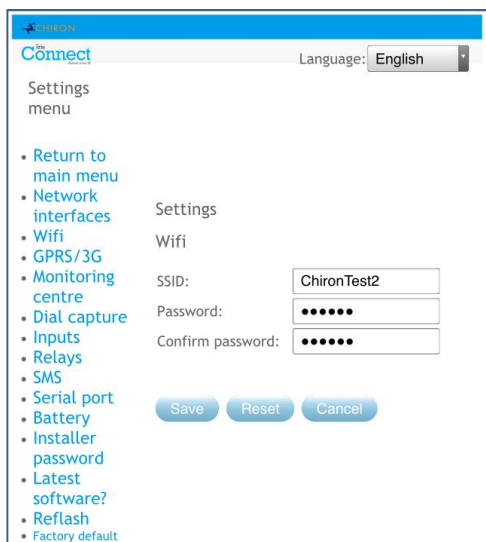 CHIRON
Iris
Connect
Language: English
Settings
menu
• Return to
main menu
• Network
interfaces
• Wifi
• GPRS/3G
• Monitoring
centre
• Dial capture
• Inputs
• Relays
• SMS
• Serial port
• Battery
• Installer
password
• Latest
software?
• Reflash
• Factory default
Settings
Wifi
SSID: ChironTest2
Password: ●●●●●●
Confirm password: ●●●●●●
Save Reset Cancel